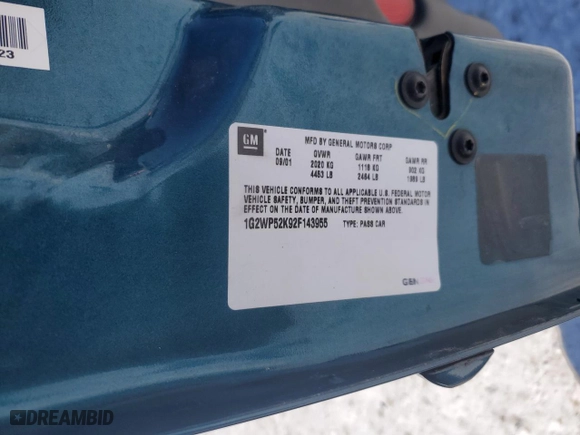 23
GM
MFD BY GENERAL MOTORS CORP
DATE GVWR GAWR FRT GAWR RR
09/01 2020 KG 1118 KG 902 KG
4453 LB 2464 LB 1989 LB
THIS VEHICLE CONFORMS TO ALL APPLICABLE U.S. FEDERAL MOTOR
VEHICLE SAFETY, BUMPER, AND THEFT PREVENTION STANDARDS IN
EFFECT ON THE DATE OF MANUFACTURE SHOWN ABOVE.
1G2WP52K92F143955 TYPE: PASS CAR
DREAMBID